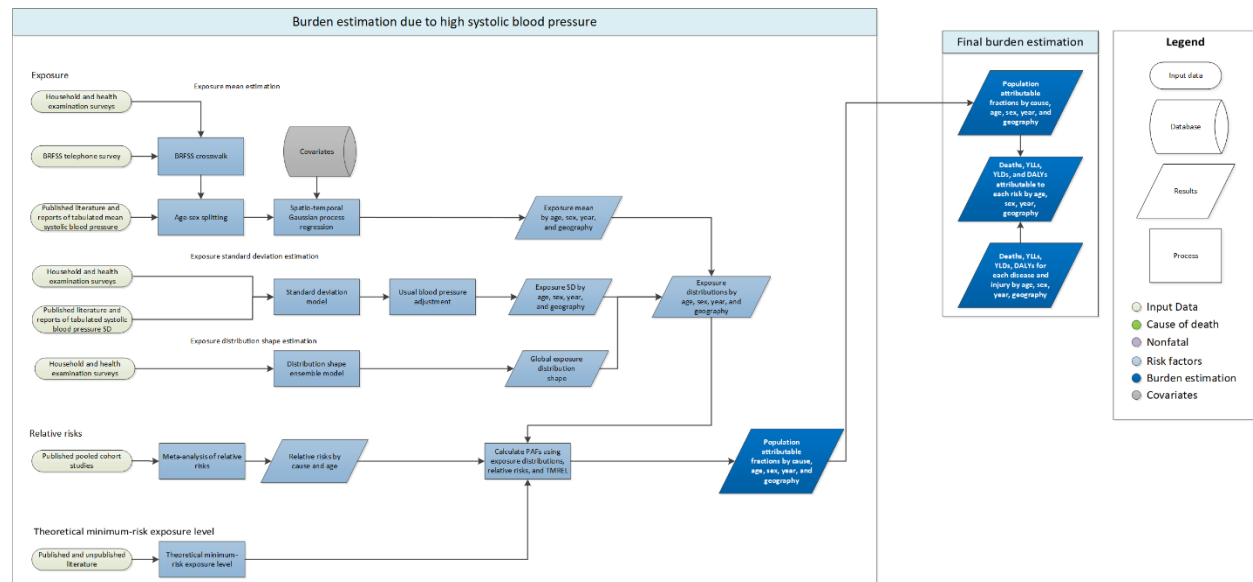 Burden estimation due to high systolic blood pressure
Exposure
Exposure mean estimation
Household and health
examination surveys
BRFSS telephone survey
BRFSS crosswalk
Covariates
Published literature and
reports of tabulated mean
systolic blood pressure
Age-sex splitting
Spatio-temporal
Gaussian process
regression
Exposure mean
by age, sex, year,
and geography
Exposure standard deviation estimation
Household and health
examination surveys
Published literature and
reports of tabulated systolic
blood pressure SD
Standard deviation
model
Usual blood pressure
adjustment
Exposure SD by
age, sex, year,
and geography
Exposure
distributions by
age, sex, year, and
geography
Exposure distribution shape estimation
Household and health
examination surveys
Distribution shape
ensemble model
Global exposure
distribution
shape
Relative risks
Published pooled cohort
studies
Meta-analysis of relative
risks
Relative risks by
cause and age
Calculate PAFs using
exposure distributions,
relative risks, and TMREL
Population
attributable
fractions by cause,
age, sex, year, and
geography
Theoretical minimum-risk exposure level
Published and unpublished
literature
Theoretical minimum-
risk exposure level
Final burden estimation
Population
attributable
fractions by cause,
age, sex, year, and
geography
Deaths, YLLs,
YLDs, and DALYs
attributable to
each risk by age,
sex, year,
geography
Deaths, YLLs,
YLDs, DALYs for
each disease and
injury by age, sex,
year, geography
Legend
Input data
Database
Results
Process
Input Data
Cause of death
Nonfatal
Risk factors
Burden estimation
Covariates